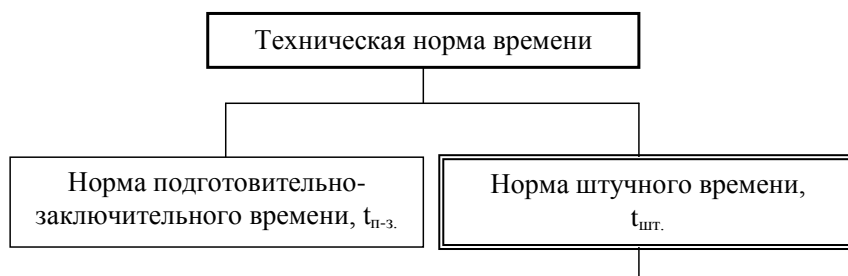 Техническая норма времени
Норма подготовительно-
заключительного времени, tп-з.
Норма штучного времени,
tшт.